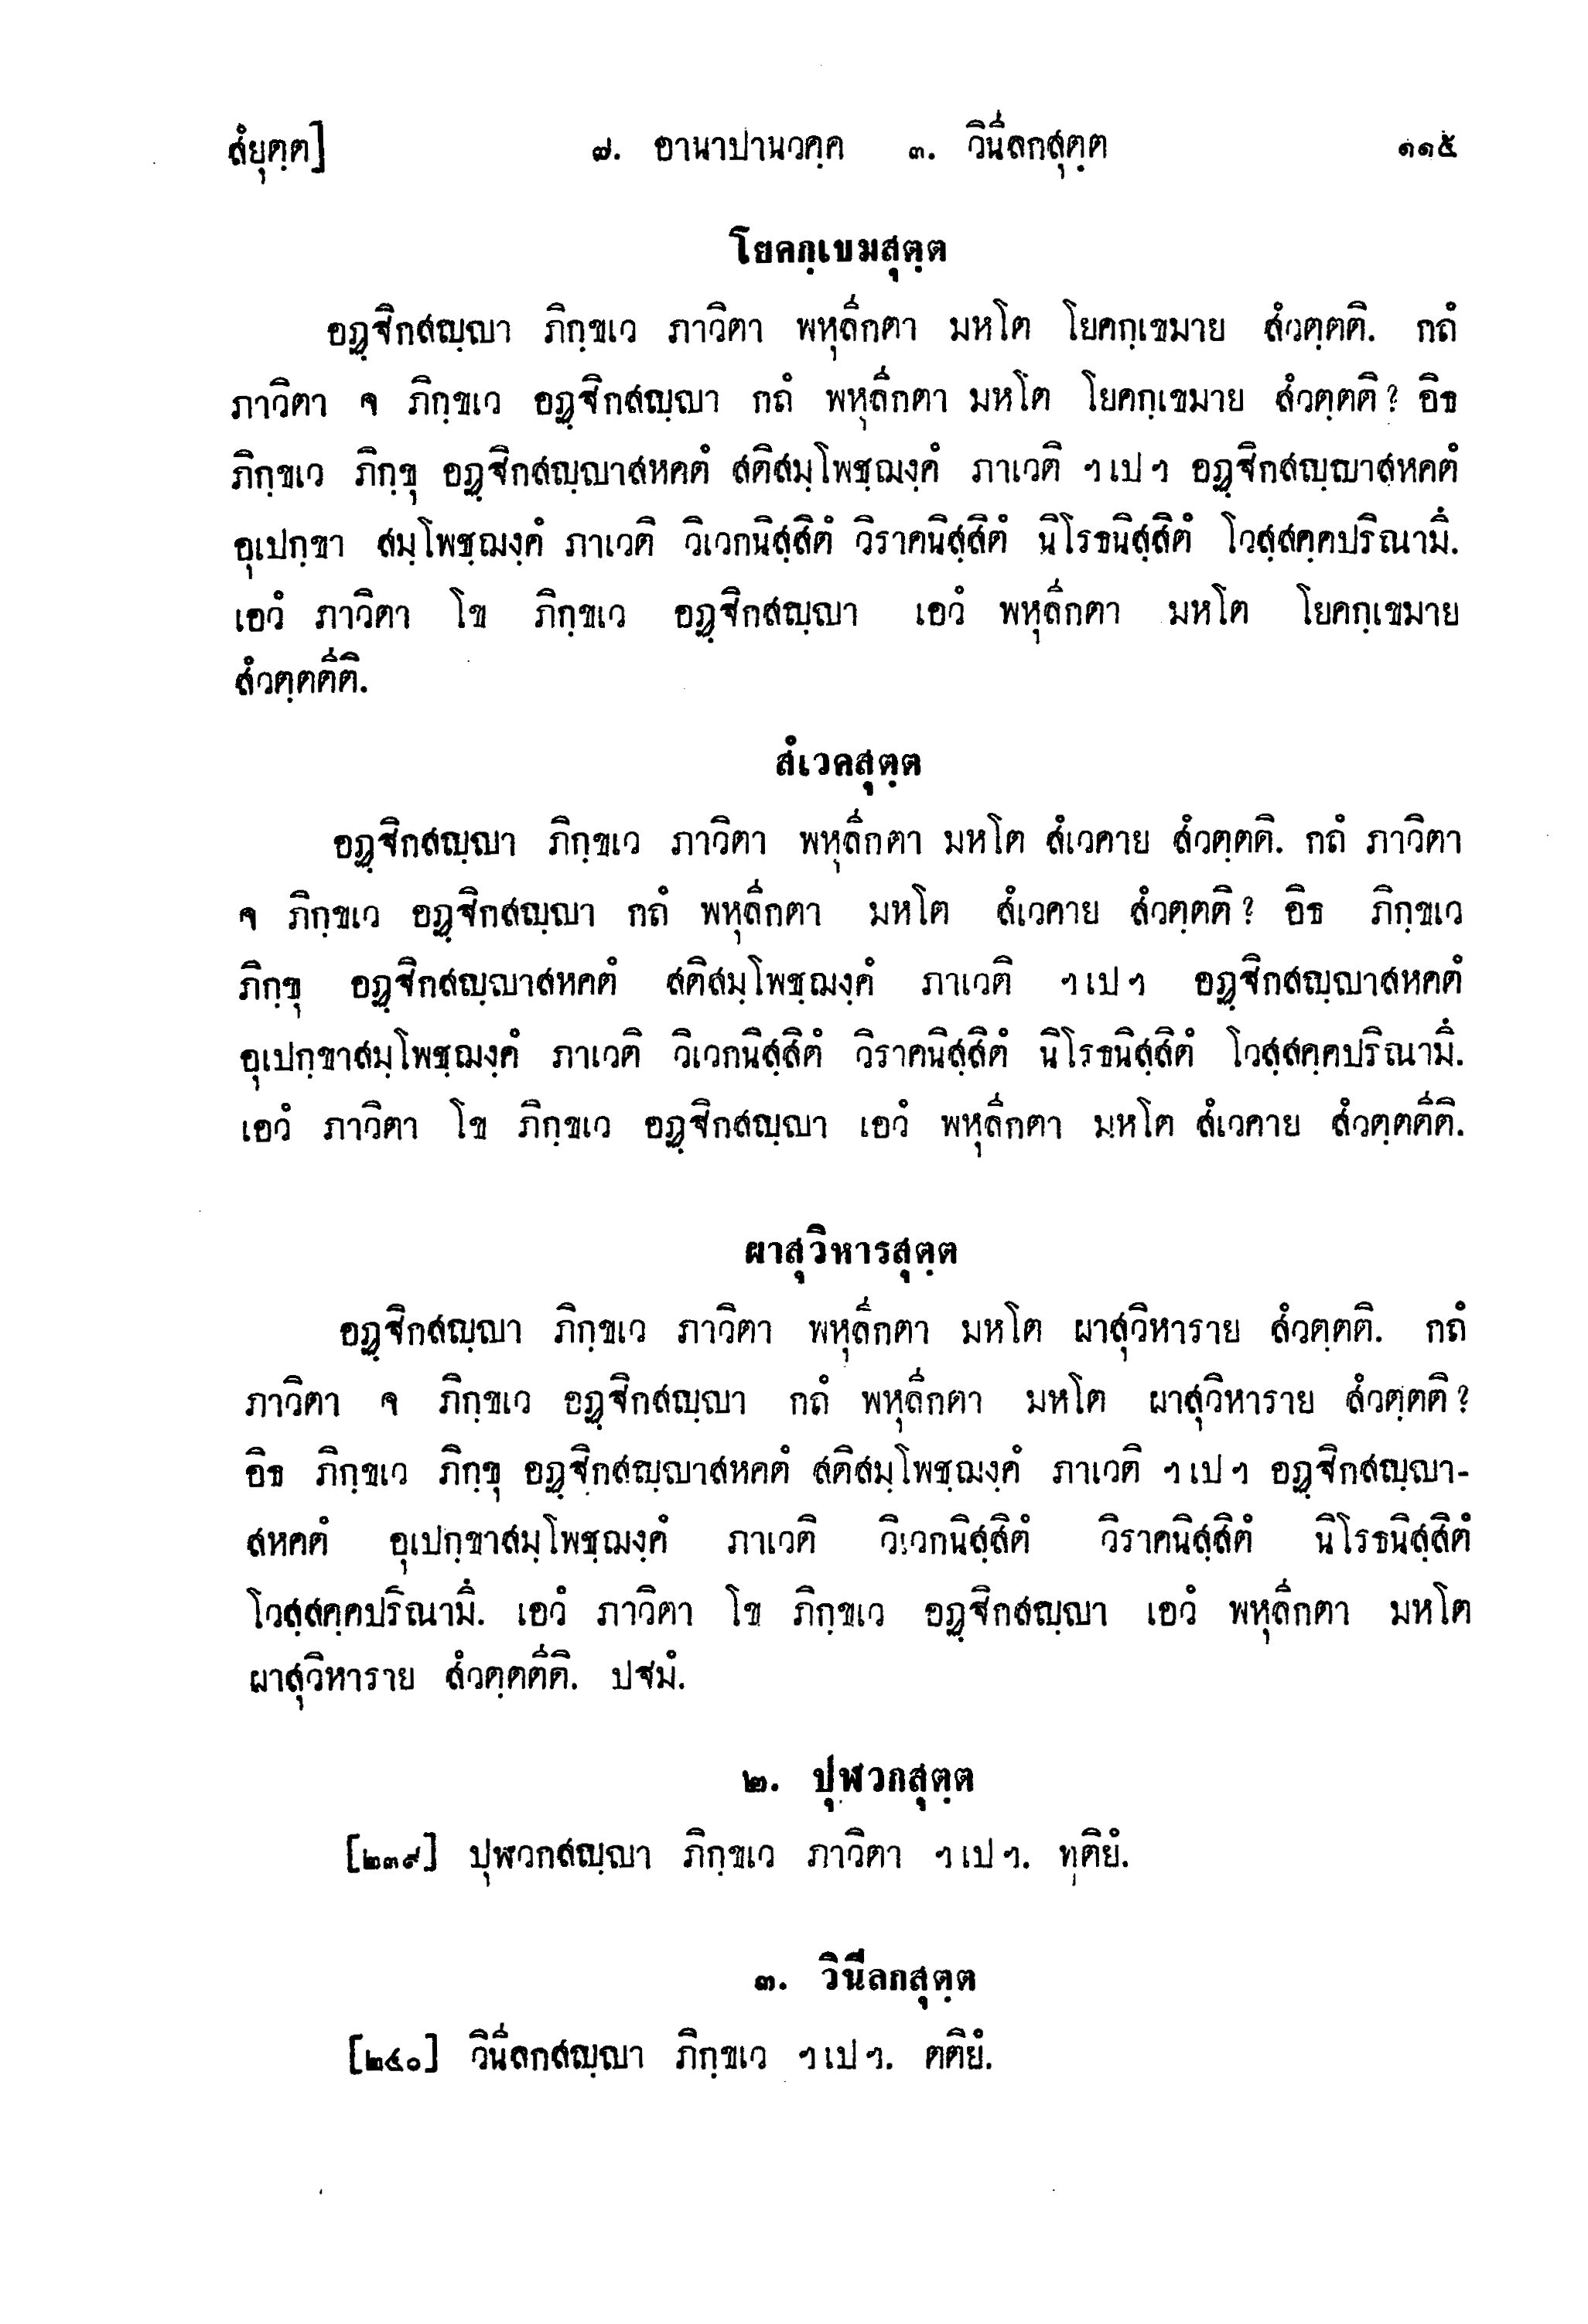 สํยุตฺต]    ๗. อานาปานวคฺค    ๓. วินีลกสุตฺต    ๑๑๕
โยคกฺเขมสุตฺต
อฏฺฐิกสญฺญา ภิกฺขเว ภาวิตา พหุลีกตา มหโต โยคกฺเขมาย สํวตฺตติ. กถํ
ภาวิตา จ ภิกฺขเว อฏฺฐิกสญฺญา กถํ พหุลีกตา มหโต โยคกฺเขมาย สํวตฺตติ? อิธ
ภิกฺขเว ภิกฺขุ อฏฺฐิกสญฺญาสหคตํ สติสมฺโพชฺฌงฺคํ ภาเวติ ฯเปฯ อฏฺฐิกสญฺญาสหคตํ
อุเปกฺขา สมฺโพชฺฌงฺคํ ภาเวติ วิเวกนิสฺสิตํ วิราคนิสฺสิตํ นิโรธนิสฺสิตํ โวสฺสคฺคปริณามิํ.
เอวํ ภาวิตา โข ภิกฺขเว อฏฺฐิกสญฺญา เอวํ พหุลีกตา มหโต โยคกฺเขมาย
สํวตฺตตีติ.
สํเวคสุตฺต
อฏฺฐิกสญฺญา ภิกฺขเว ภาวิตา พหุลีกตา มหโต สํเวคาย สํวตฺตติ. กถํ ภาวิตา
จ ภิกฺขเว อฏฺฐิกสญฺญา กถํ พหุลีกตา มหโต สํเวคาย สํวตฺตติ? อิธ ภิกฺขเว
ภิกฺขุ อฏฺฐิกสญฺญาสหคตํ สติสมฺโพชฺฌงฺคํ ภาเวติ ฯเปฯ อฏฺฐิกสญฺญาสหคตํ
อุเปกฺขาสมฺโพชฺฌงฺคํ ภาเวติ วิเวกนิสฺสิตํ วิราคนิสฺสิตํ นิโรธนิสฺสิตํ โวสฺสคฺคปริณามิํ.
เอวํ ภาวิตา โข ภิกฺขเว อฏฺฐิกสญฺญา เอวํ พหุลีกตา มหโต สํเวคาย สํวตฺตตีติ.
ผาสุวิหารสุตฺต
อฏฺฐิกสญฺญา ภิกฺขเว ภาวิตา พหุลีกตา มหโต ผาสุวิหาราย สํวตฺตติ. กถํ
ภาวิตา จ ภิกฺขเว อฏฺฐิกสญฺญา กถํ พหุลีกตา มหโต ผาสุวิหาราย สํวตฺตติ?
อิธ ภิกฺขเว ภิกฺขุ อฏฺฐิกสญฺญาสหคตํ สติสมฺโพชฺฌงฺคํ ภาเวติ ฯเปฯ อฏฺฐิกสญฺญา-
สหคตํ อุเปกฺขาสมฺโพชฺฌงฺคํ ภาเวติ วิเวกนิสฺสิตํ วิราคนิสฺสิตํ นิโรธนิสฺสิตํ
โวสฺสคฺคปริณามิํ. เอวํ ภาวิตา โข ภิกฺขเว อฏฺฐิกสญฺญา เอวํ พหุลีกตา มหโต
ผาสุวิหาราย สํวตฺตตีติ. ปฐมํ.
๒. ปุฬวกสุตฺต
[๒๓๙] ปุฬวกสญฺญา ภิกฺขเว ภาวิตา ฯเปฯ. ทุติยํ.
๓. วินีลกสุตฺต
[๒๔๐] วินีลกสญฺญา ภิกฺขเว ฯเปฯ. ตติยํ.